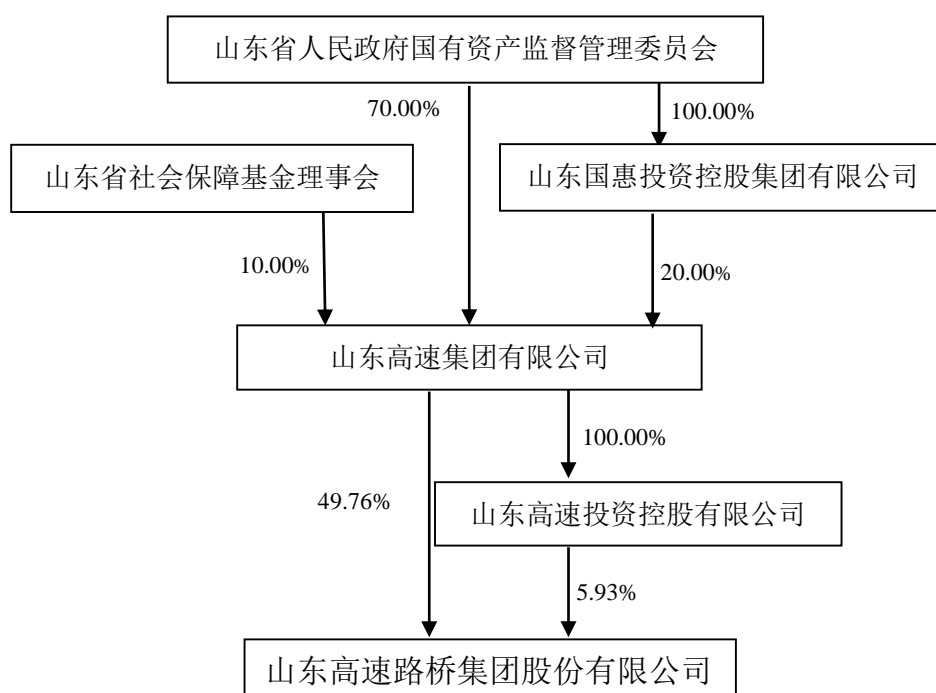 山东省人民政府国有资产监督管理委员会
70.00%
100.00%
山东省社会保障基金理事会
山东国惠投资控股集团有限公司
10.00%
20.00%
山东高速集团有限公司
100.00%
49.76%
山东高速投资控股有限公司
5.93%
山东高速路桥集团股份有限公司